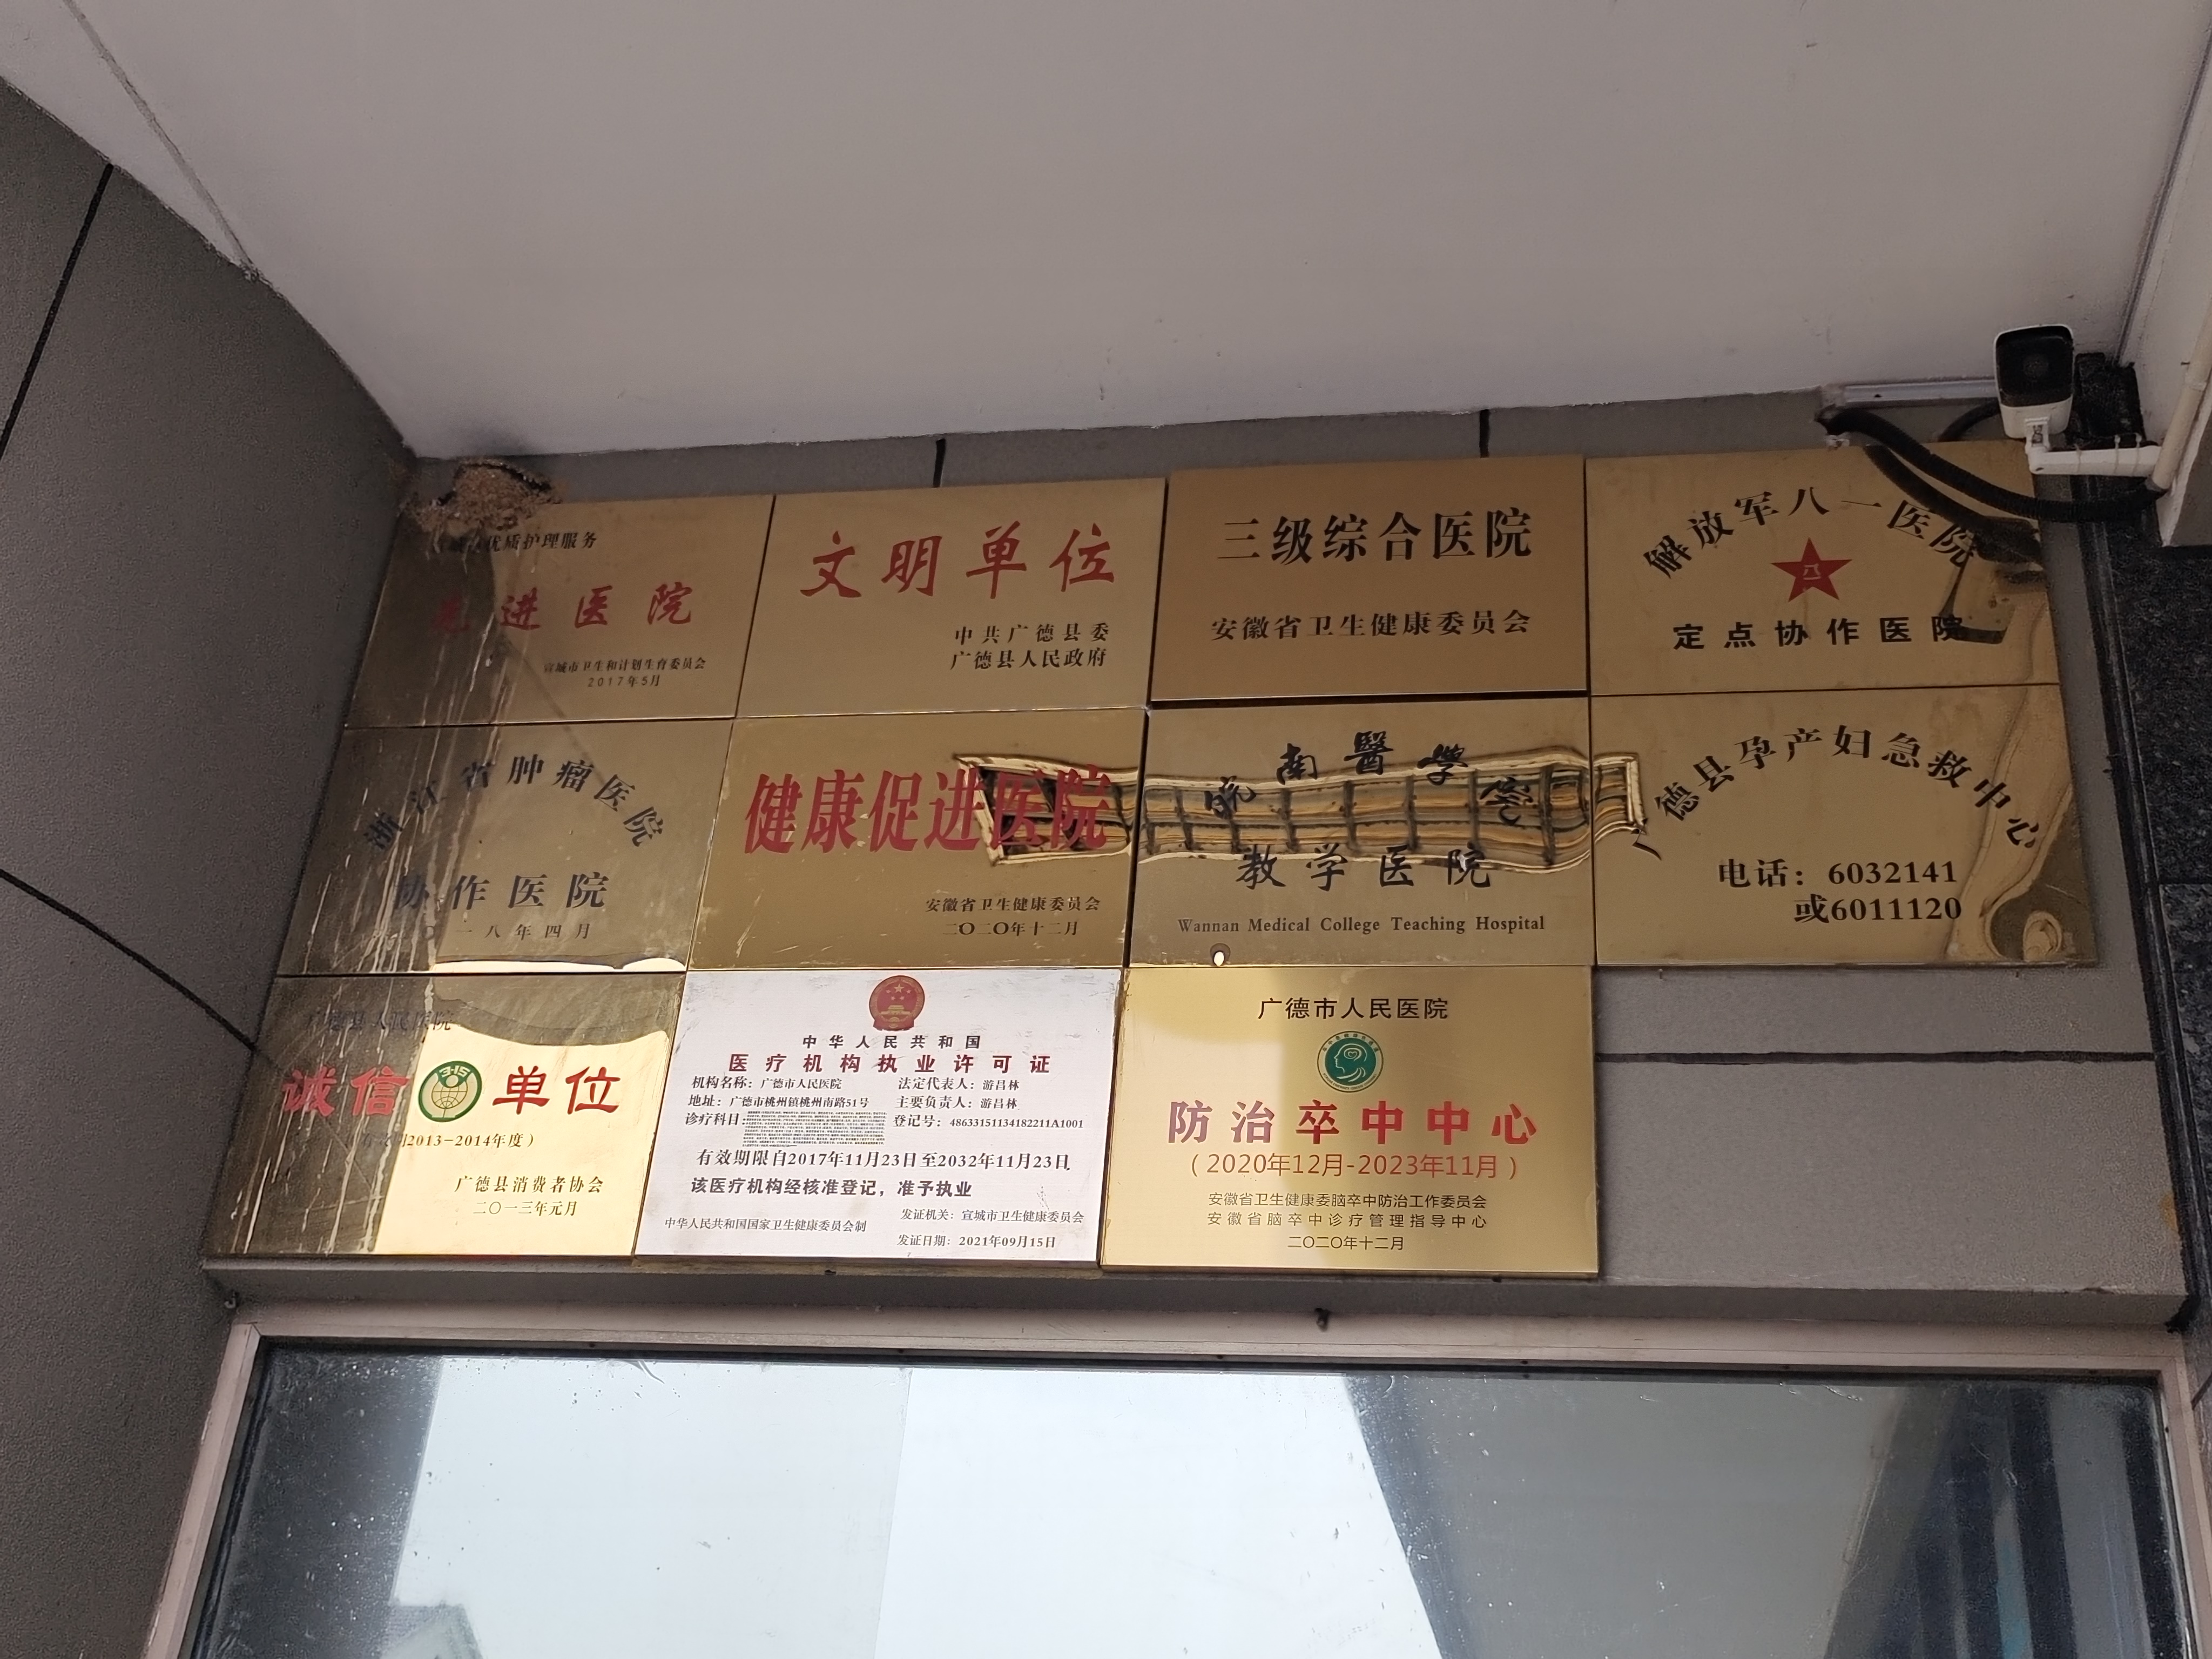 优质护理服务
先进医院
宣城市卫生和计划生育委员会
2017年5月
文明单位
中共广德县委
广德县人民政府
三级综合医院
安徽省卫生健康委员会
解放军八一医院
八一
定点协作医院
浙江省肿瘤医院
协作医院
一八年四月
健康促进医院
安徽省卫生健康委员会
二〇二〇年十二月
皖南醫學院
教学医院
Wannan Medical College Teaching Hospital
广德县孕产妇急救中心
电话：6032141
或6011120
广德县人民医院
诚信 3·15 单位
2013-2014年度）
广德县消费者协会
二〇一三年元月
中华人民共和国
医疗机构执业许可证
机构名称：广德市人民医院 法定代表人：游昌林
地址：广德市桃州镇桃州南路51号 主要负责人：游昌林
诊疗科目： 登记号：48633151134182211A1001
有效期限自2017年11月23日至2032年11月23日
该医疗机构经核准登记，准予执业
中华人民共和国国家卫生健康委员会制
发证机关：宣城市卫生健康委员会
发证日期：2021年09月15日
广德市人民医院
防治卒中中心
（2020年12月-2023年11月）
安徽省卫生健康委脑卒中防治工作委员会
安徽省脑卒中诊疗管理指导中心
二〇二〇年十二月